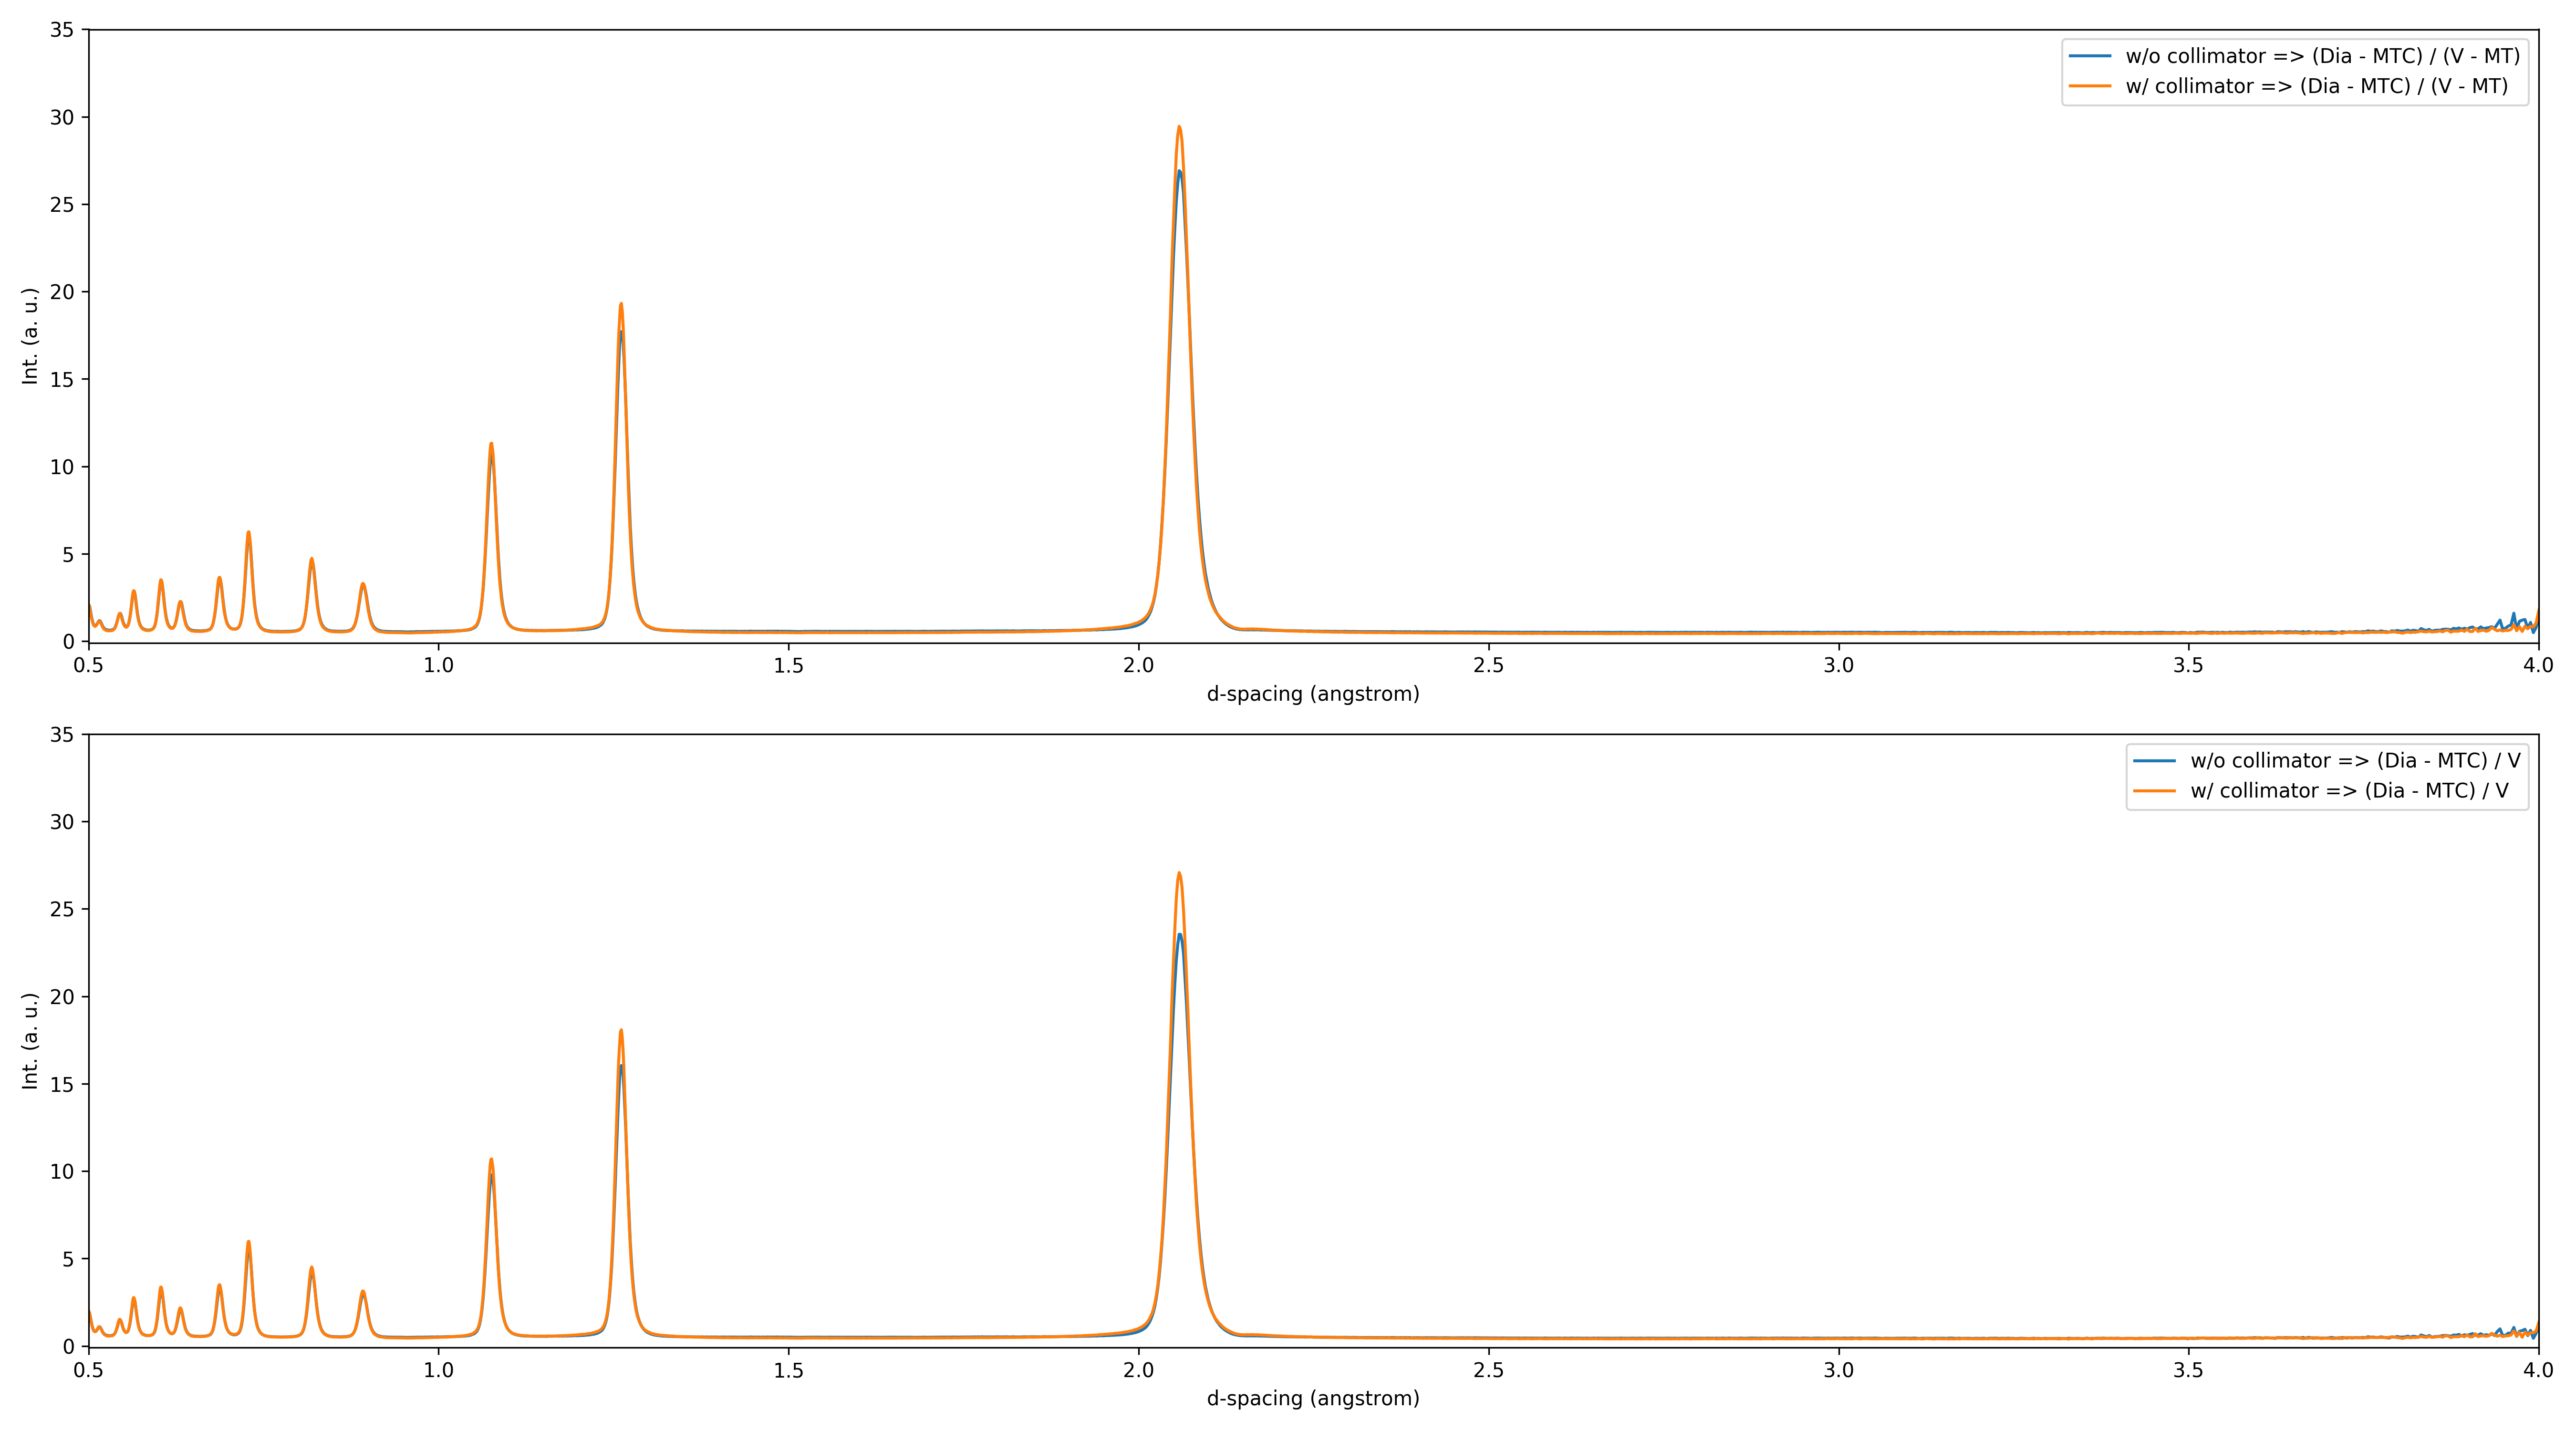 35
30
25
20
15
10
5
0
Int. (a. u.)
w/o collimator => (Dia - MTC) / (V - MT)
w/ collimator => (Dia - MTC) / (V - MT)
0.5 1.0 1.5 2.0 2.5 3.0 3.5 4.0
d-spacing (angstrom)
35
30
25
20
15
10
5
0
Int. (a. u.)
w/o collimator => (Dia - MTC) / V
w/ collimator => (Dia - MTC) / V
0.5 1.0 1.5 2.0 2.5 3.0 3.5 4.0
d-spacing (angstrom)